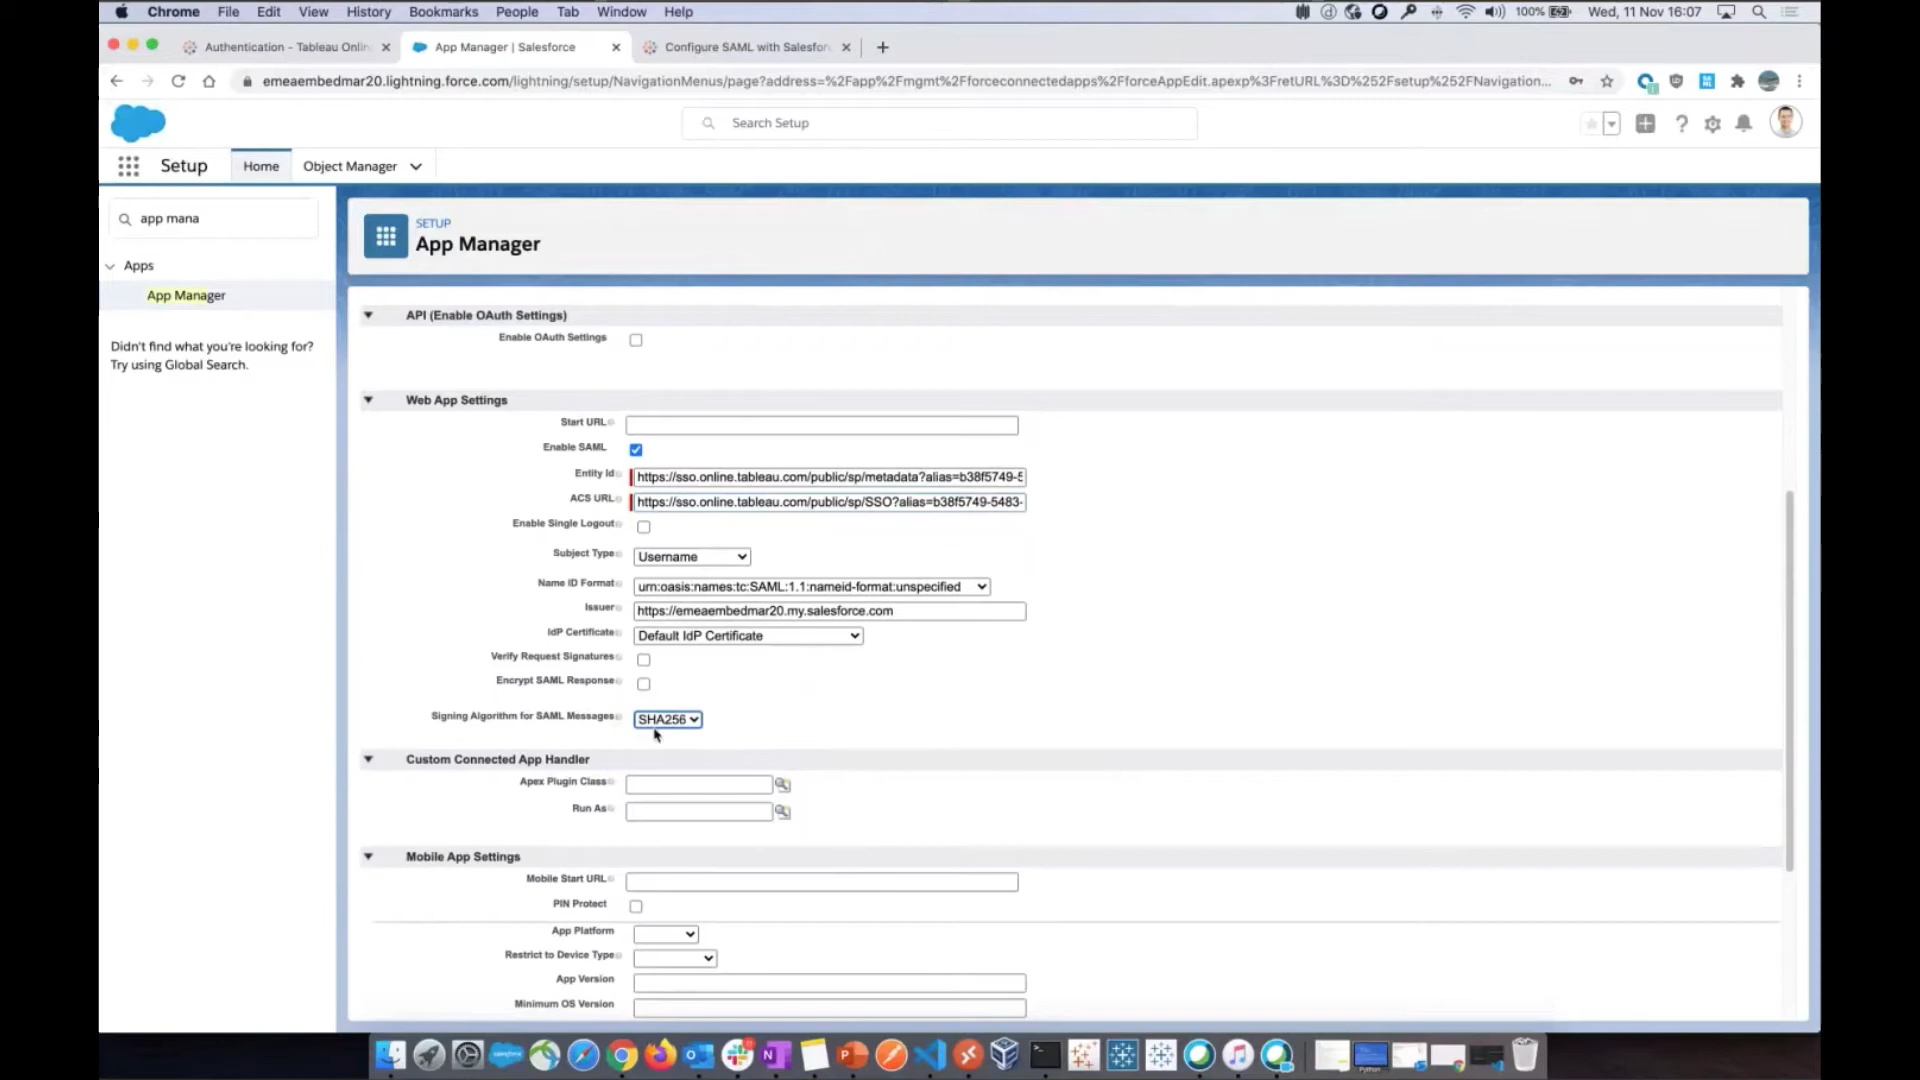 Chrome File Edit View History Bookmarks People Tab Window Help 100% Wed, 11 Nov 16:07
Authentication - Tableau Onlin
App Manager | Salesforce
Configure SAML with Salesfor
emeaembedmar20.lightning.force.com/lightning/setup/NavigationMenus/page?address=%2Fapp%2Fmgmt%2Fforceconnectedapps%2FforceAppEdit.apexp%3FretURL%3D%252Fsetup%252FNavigation...
Search Setup
Setup Home Object Manager
app mana
Apps
App Manager
Didn't find what you're looking for?
Try using Global Search.
SETUP
App Manager
API (Enable OAuth Settings)
Enable OAuth Settings
Web App Settings
Start URL
Enable SAML
Entity Id https://sso.online.tableau.com/public/sp/metadata?alias=b38f5749-5
ACS URL https://sso.online.tableau.com/public/sp/SSO?alias=b38f5749-5483-
Enable Single Logout
Subject Type Username
Name ID Format urn:oasis:names:tc:SAML:1.1:nameid-format:unspecified
Issuer https://emeaembedmar20.my.salesforce.com
IdP Certificate Default IdP Certificate
Verify Request Signatures
Encrypt SAML Response
Signing Algorithm for SAML Messages SHA256
Custom Connected App Handler
Apex Plugin Class
Run As
Mobile App Settings
Mobile Start URL
PIN Protect
App Platform
Restrict to Device Type
App Version
Minimum OS Version